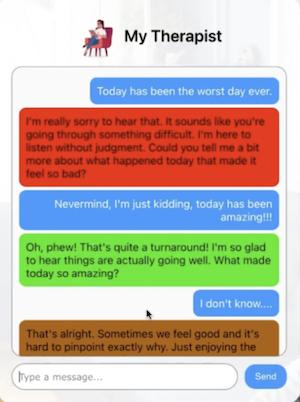 My Therapist
Today has been the worst day ever.
I'm really sorry to hear that. It sounds like you're
going through something difficult. I'm here to
listen without judgment. Could you tell me a bit
more about what happened today that made it
feel so bad?
Nevermind, I'm just kidding, today has been
amazing!!!
Oh, phew! That's quite a turnaround! I'm so glad
to hear things are actually going well. What made
today so amazing?
I don't know....
That's alright. Sometimes we feel good and it's
hard to pinpoint exactly why. Just enjoying the
Type a message...
Send